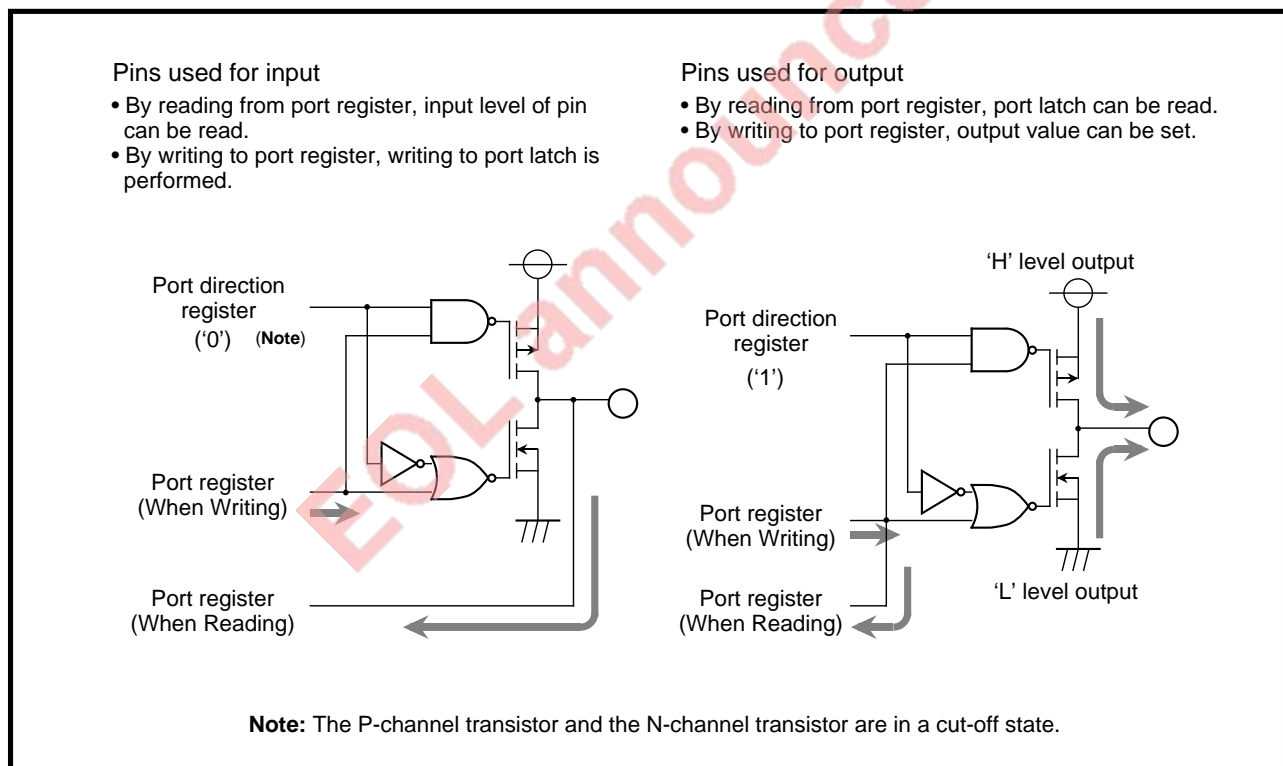 Pins used for input
• By reading from port register, input level of pin
can be read.
• By writing to port register, writing to port latch is
performed.
Port direction
register
(‘0’) (Note)
Port register
(When Writing)
Port register
(When Reading)
Pins used for output
• By reading from port register, port latch can be read.
• By writing to port register, output value can be set.
‘H’ level output
Port direction
register
(‘1’)
Port register
(When Writing)
Port register
(When Reading)
‘L’ level output
Note: The P-channel transistor and the N-channel transistor are in a cut-off state.
EOL announce